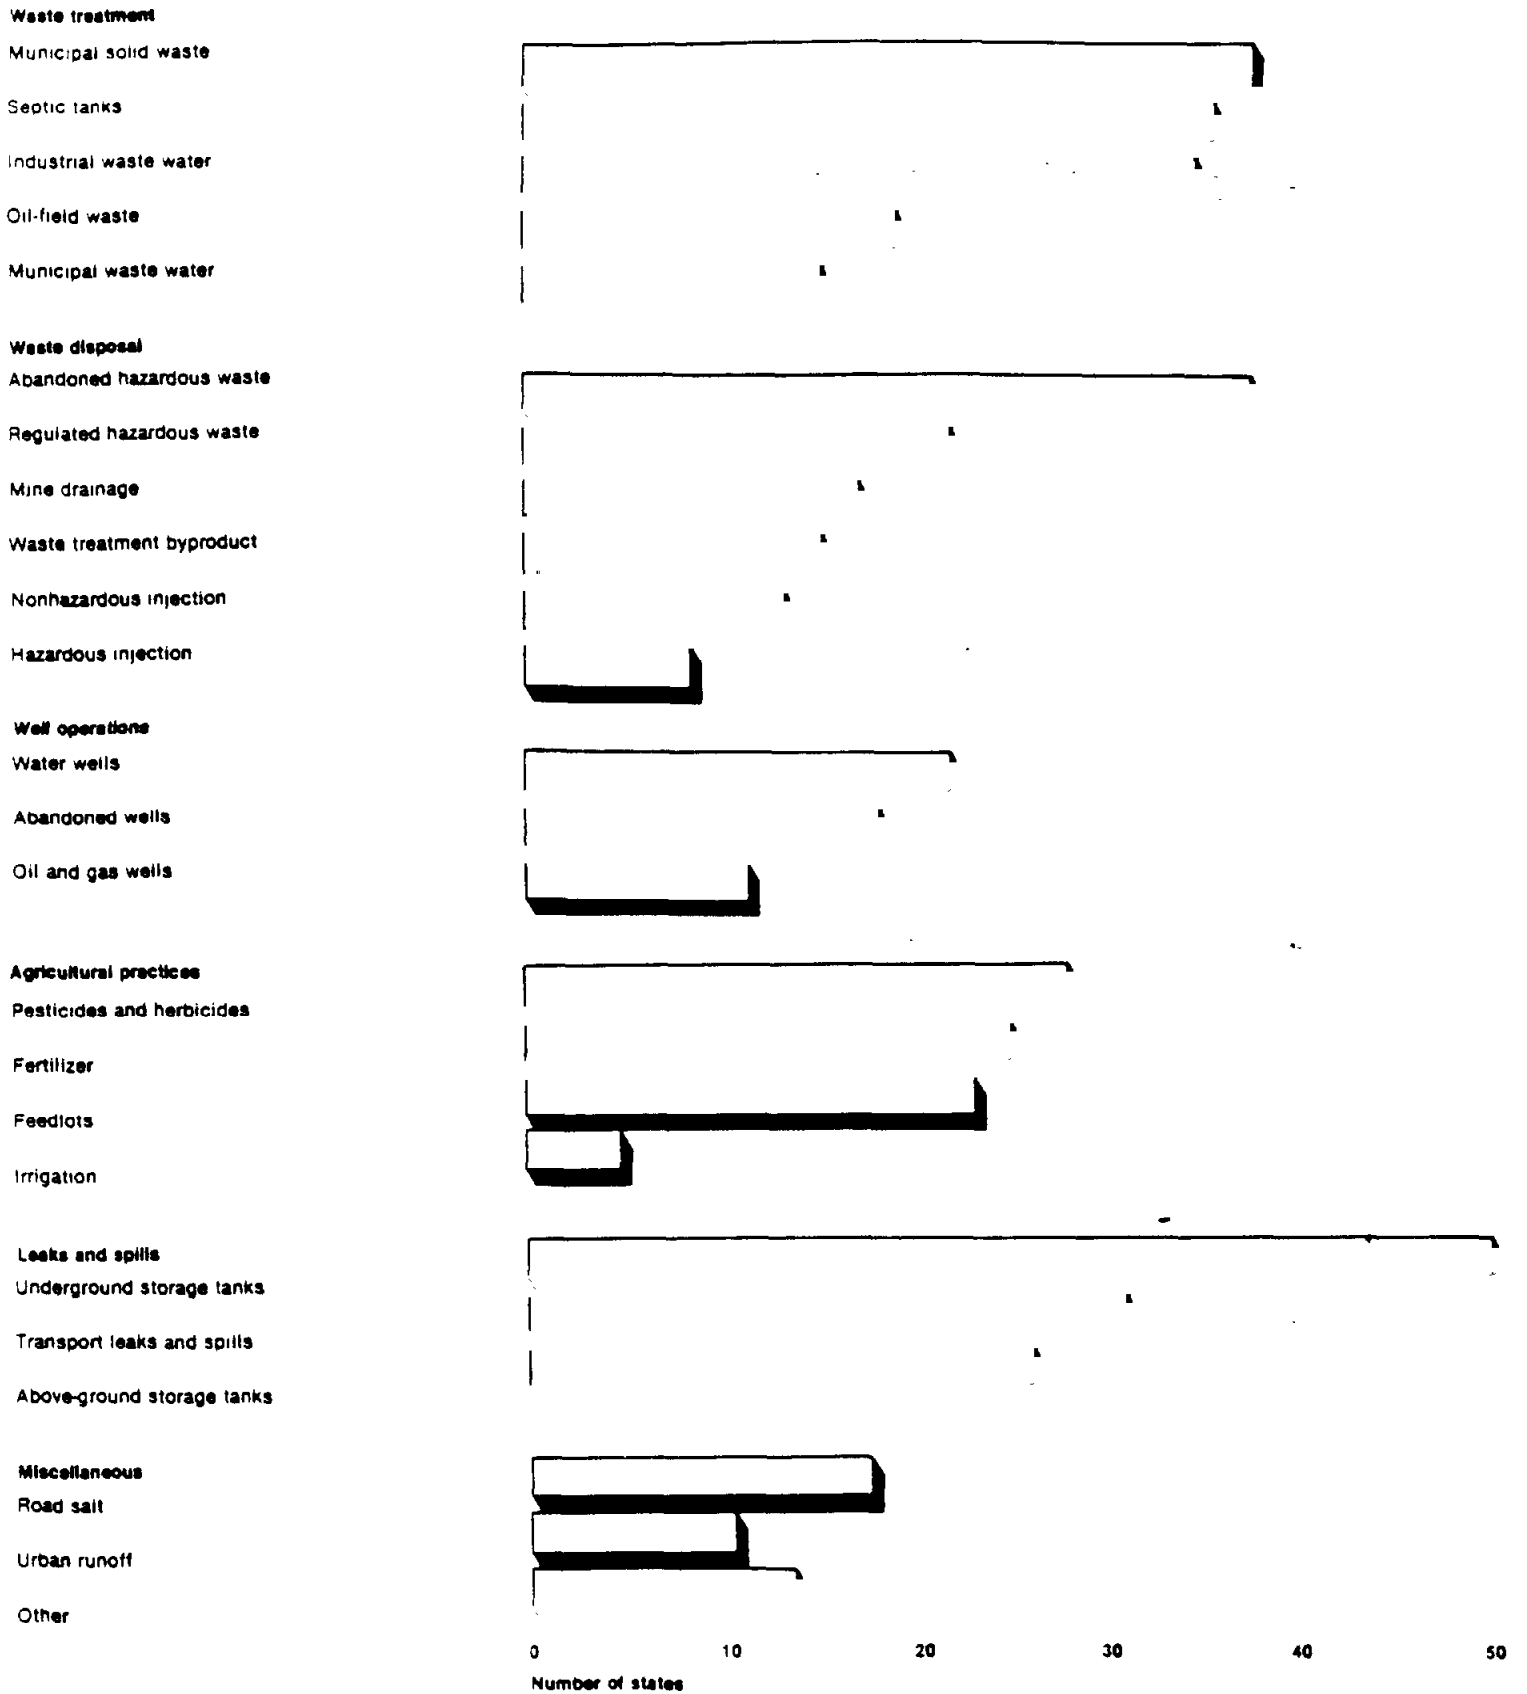 Waste treatment
Municipal solid waste
Septic tanks
Industrial waste water
Oil-field waste
Municipal waste water
Waste disposal
Abandoned hazardous waste
Regulated hazardous waste
Mine drainage
Waste treatment byproduct
Nonhazardous injection
Hazardous injection
Well operations
Water wells
Abandoned wells
Oil and gas wells
Agricultural practices
Pesticides and herbicides
Fertilizer
Feedlots
Irrigation
Leaks and spills
Underground storage tanks
Transport leaks and spills
Above-ground storage tanks
Miscellaneous
Road salt
Urban runoff
Other
0 10 20 30 40 50
Number of states